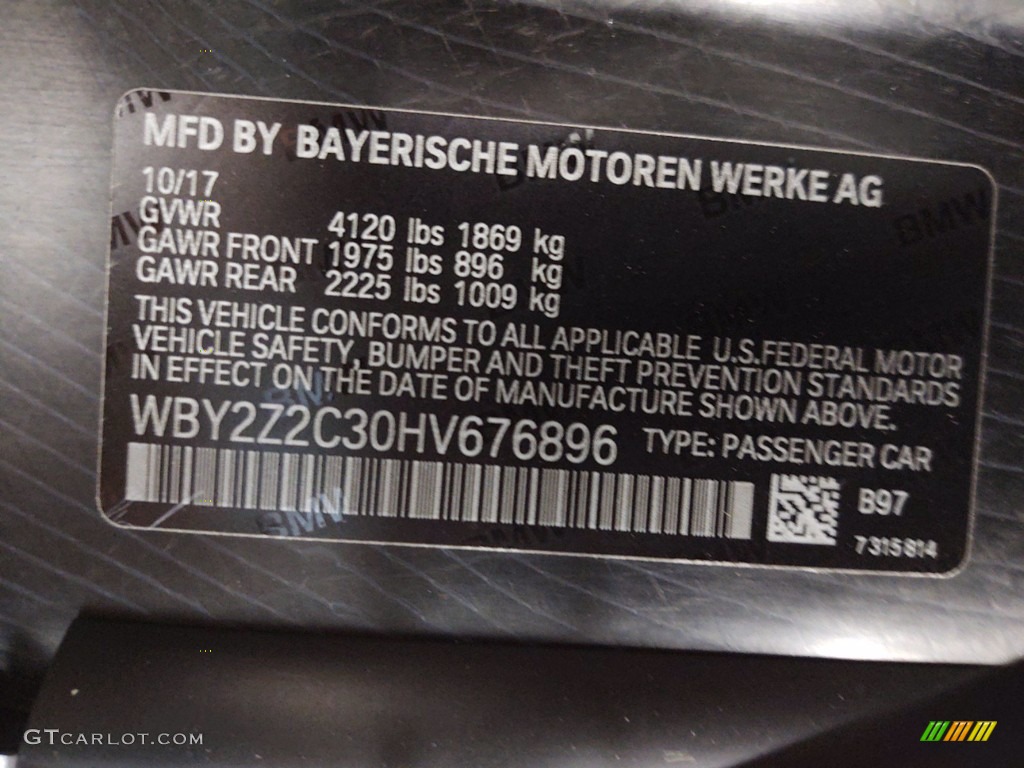 MFD BY BAYERISCHE MOTOREN WERKE AG
10/17
GVWR 4120 lbs 1869 kg
GAWR FRONT 1975 lbs 896 kg
GAWR REAR 2225 lbs 1009 kg
THIS VEHICLE CONFORMS TO ALL APPLICABLE U.S.FEDERAL MOTOR
VEHICLE SAFETY, BUMPER AND THEFT PREVENTION STANDARDS
IN EFFECT ON THE DATE OF MANUFACTURE SHOWN ABOVE.
WBY2Z2C30HV676896 TYPE: PASSENGER CAR
B97
7315814
BMW
BMW
GTCARLOT.COM